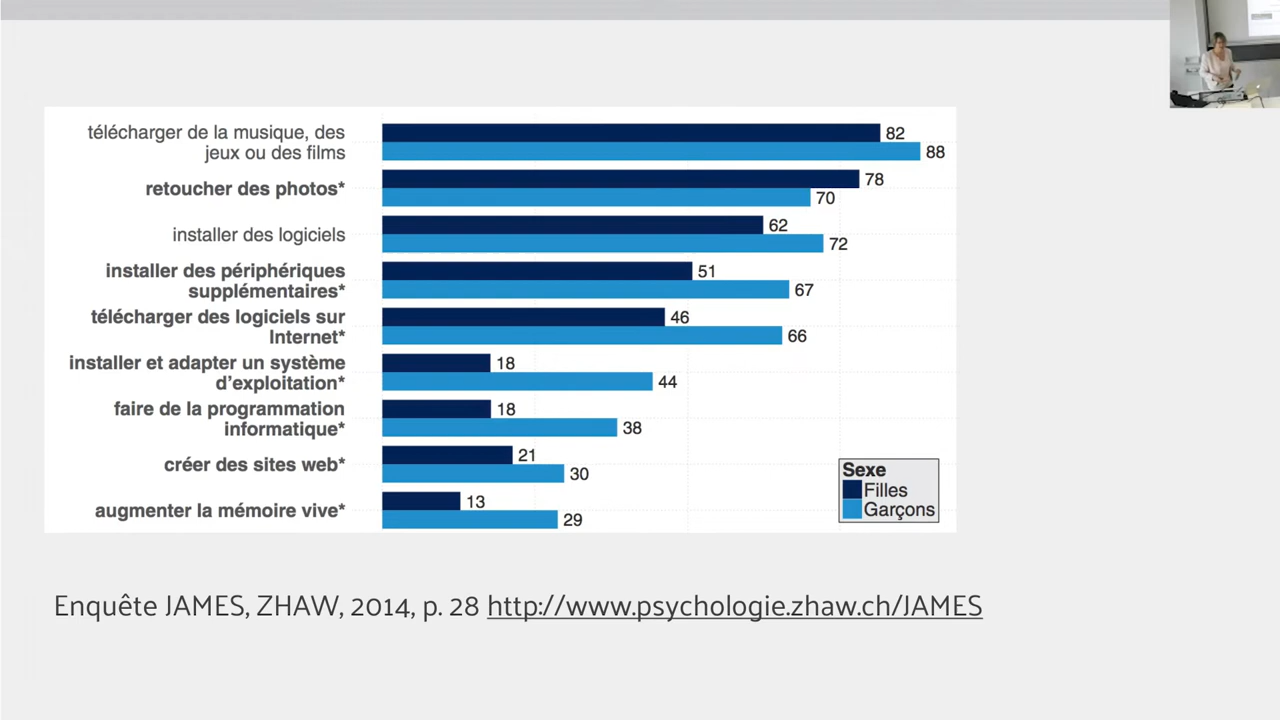 télécharger de la musique, des
jeux ou des films
82
88
retoucher des photos*
78
70
installer des logiciels
62
72
installer des périphériques
supplémentaires*
51
67
télécharger des logiciels sur
Internet*
46
66
installer et adapter un système
d'exploitation*
18
44
faire de la programmation
informatique*
18
38
créer des sites web*
21
30
augmenter la mémoire vive*
13
29
Sexe
Filles
Garçons
Enquête JAMES, ZHAW, 2014, p. 28 http://www.psychologie.zhaw.ch/JAMES